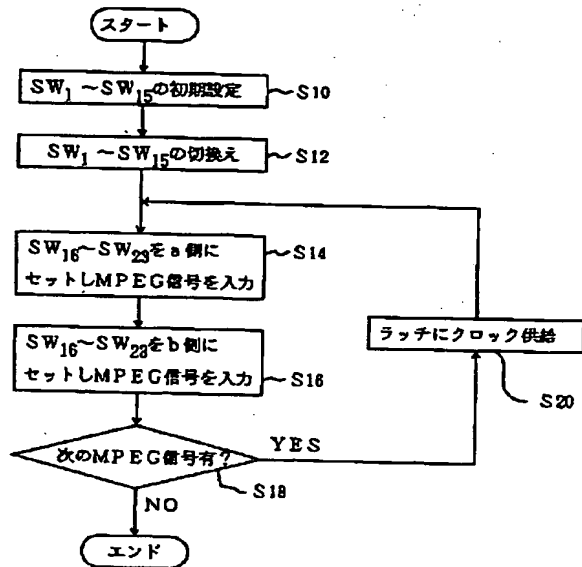 スタート
SW₁ ~SW₁₅の初期設定
S10
SW₁ ~SW₁₅の切換え
S12
SW₁₆~SW₂₃をa側に
セットしMPEG信号を入力
S14
SW₁₆~SW₂₃をb側に
セットしMPEG信号を入力
S16
ラッチにクロック供給
S20
次のMPEG信号有?
YES
S18
NO
エンド